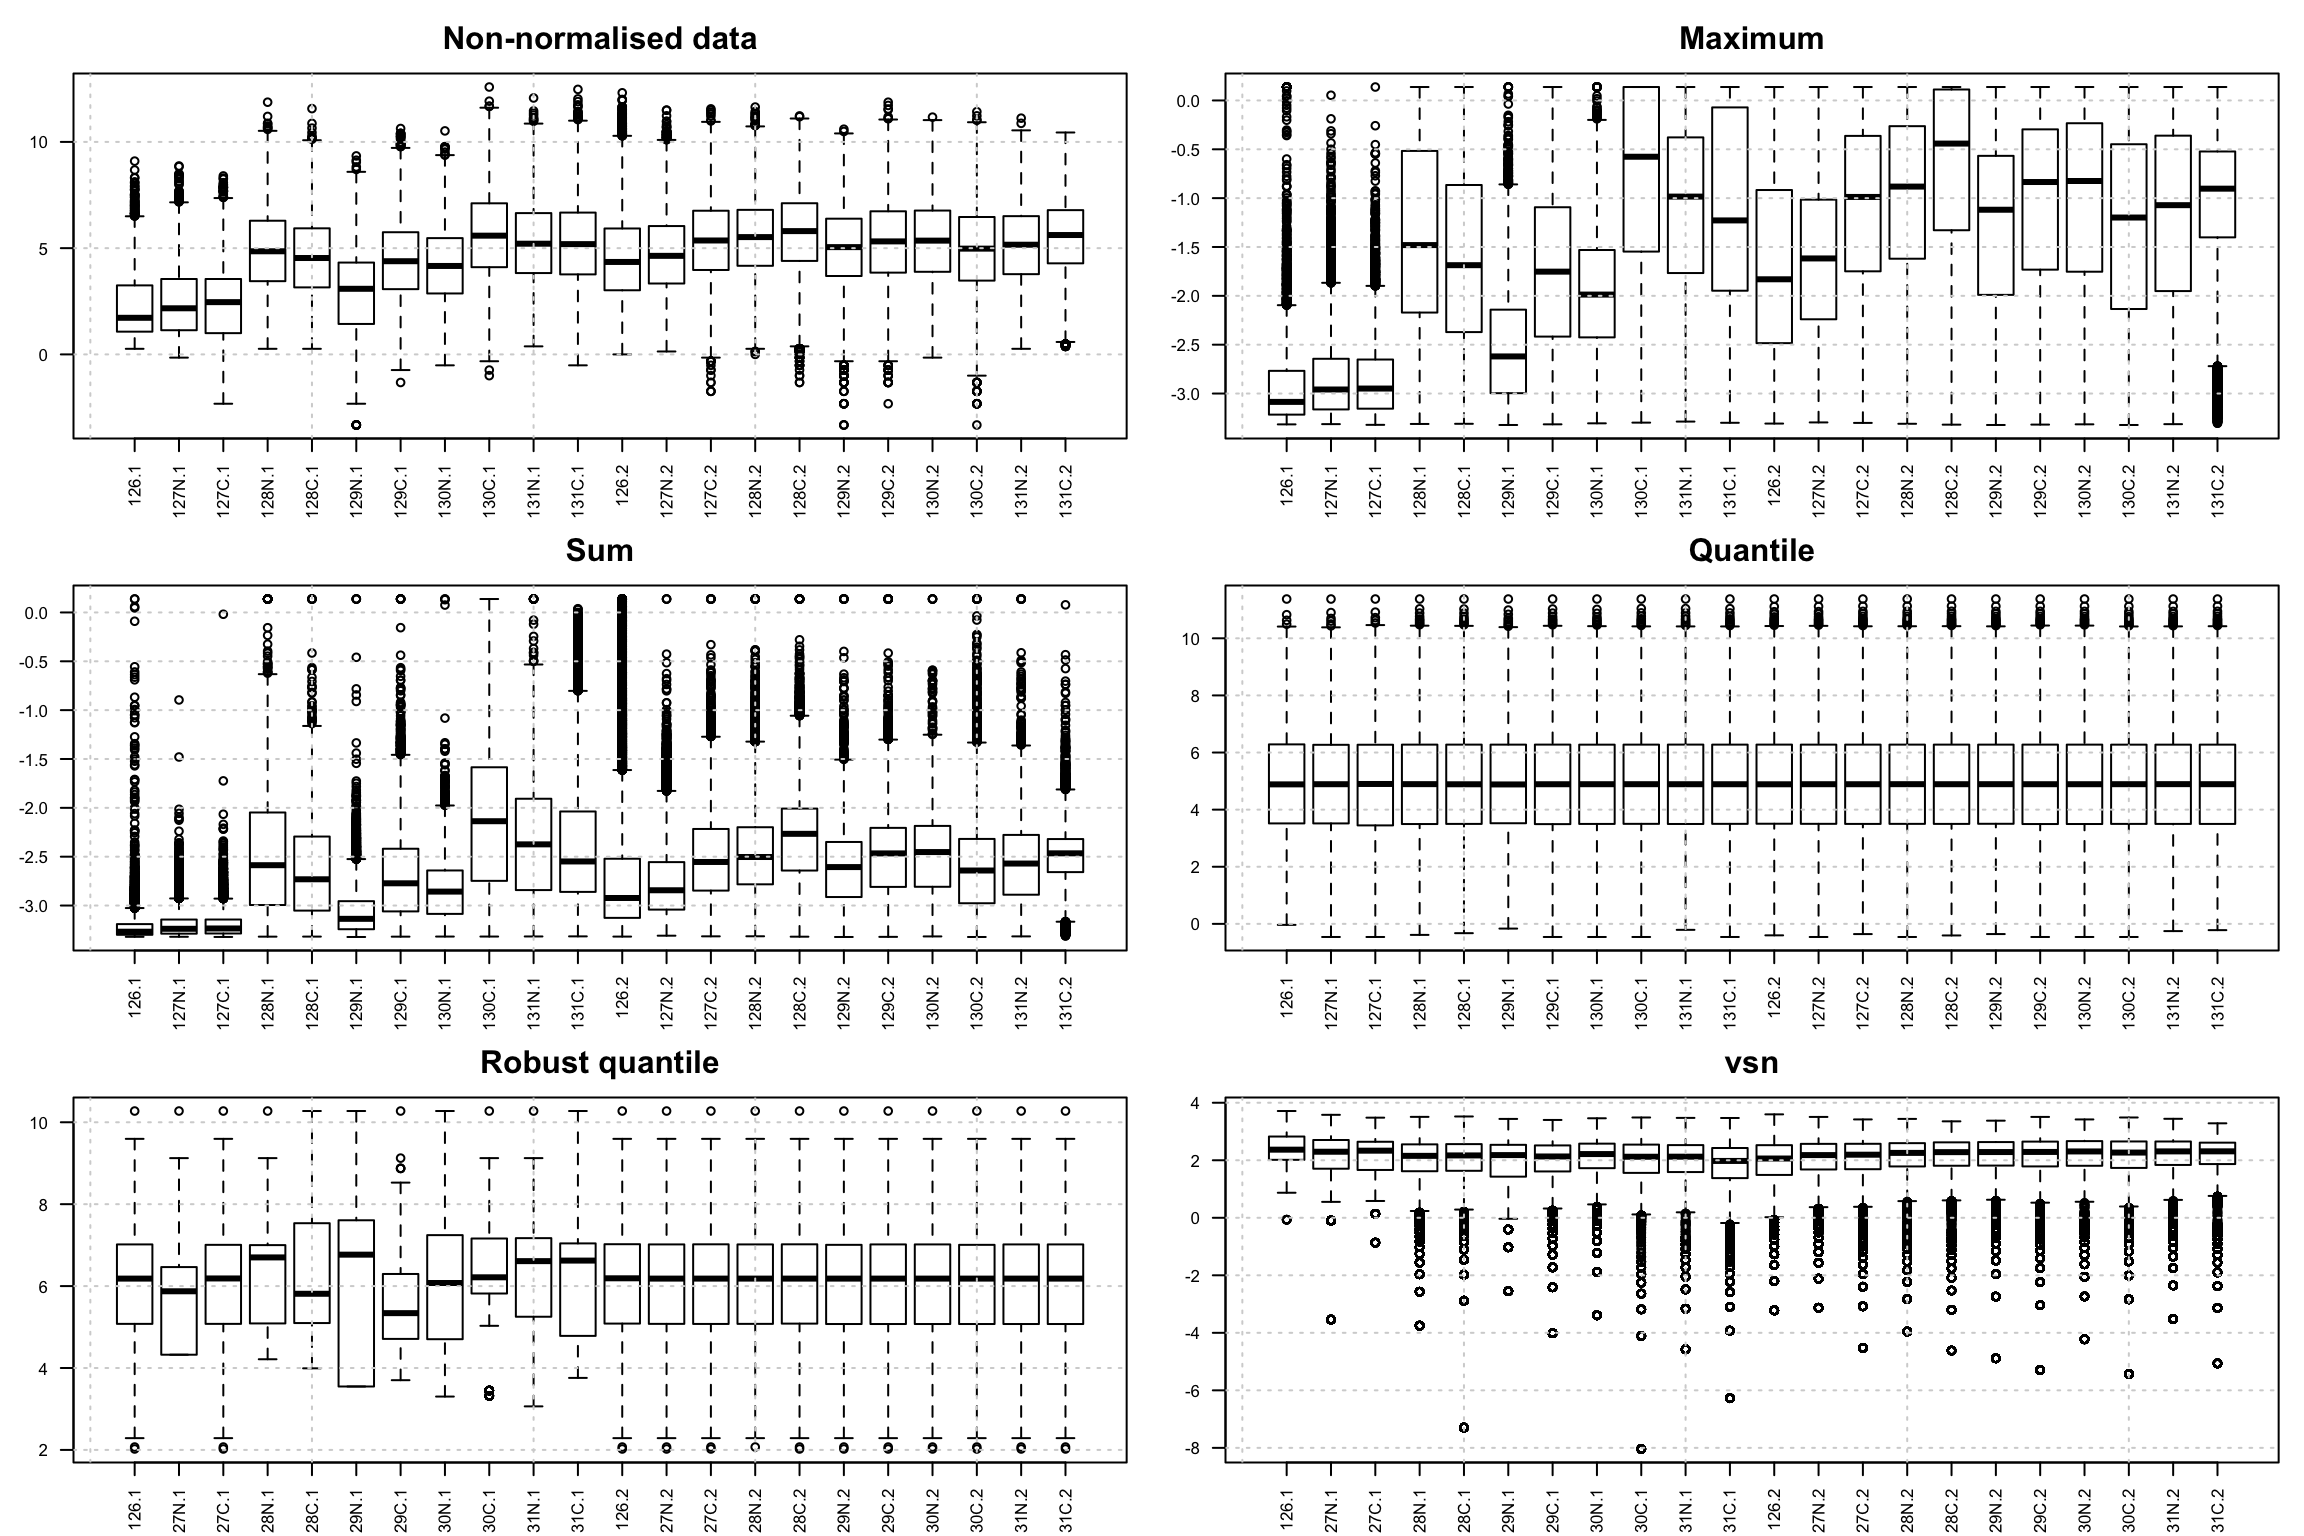 Non-normalised data
10
5
0
126.1 127N.1 127C.1 128N.1 128C.1 129N.1 129C.1 130N.1 130C.1 131N.1 131C.1 126.2 127N.2 127C.2 128N.2 128C.2 129N.2 129C.2 130N.2 130C.2 131N.2 131C.2
Maximum
0.0
-0.5
-1.0
-1.5
-2.0
-2.5
-3.0
126.1 127N.1 127C.1 128N.1 128C.1 129N.1 129C.1 130N.1 130C.1 131N.1 131C.1 126.2 127N.2 127C.2 128N.2 128C.2 129N.2 129C.2 130N.2 130C.2 131N.2 131C.2
Sum
0.0
-0.5
-1.0
-1.5
-2.0
-2.5
-3.0
126.1 127N.1 127C.1 128N.1 128C.1 129N.1 129C.1 130N.1 130C.1 131N.1 131C.1 126.2 127N.2 127C.2 128N.2 128C.2 129N.2 129C.2 130N.2 130C.2 131N.2 131C.2
Quantile
10
8
6
4
2
0
126.1 127N.1 127C.1 128N.1 128C.1 129N.1 129C.1 130N.1 130C.1 131N.1 131C.1 126.2 127N.2 127C.2 128N.2 128C.2 129N.2 129C.2 130N.2 130C.2 131N.2 131C.2
Robust quantile
10
8
6
4
2
126.1 27N.1 27C.1 28N.1 28C.1 29N.1 29C.1 30N.1 30C.1 31N.1 31C.1 126.2 27N.2 27C.2 28N.2 28C.2 29N.2 29C.2 30N.2 30C.2 31N.2 31C.2
vsn
4
2
0
-2
-4
-6
-8
126.1 27N.1 27C.1 28N.1 28C.1 29N.1 29C.1 30N.1 30C.1 31N.1 31C.1 126.2 27N.2 27C.2 28N.2 28C.2 29N.2 29C.2 30N.2 30C.2 31N.2 31C.2